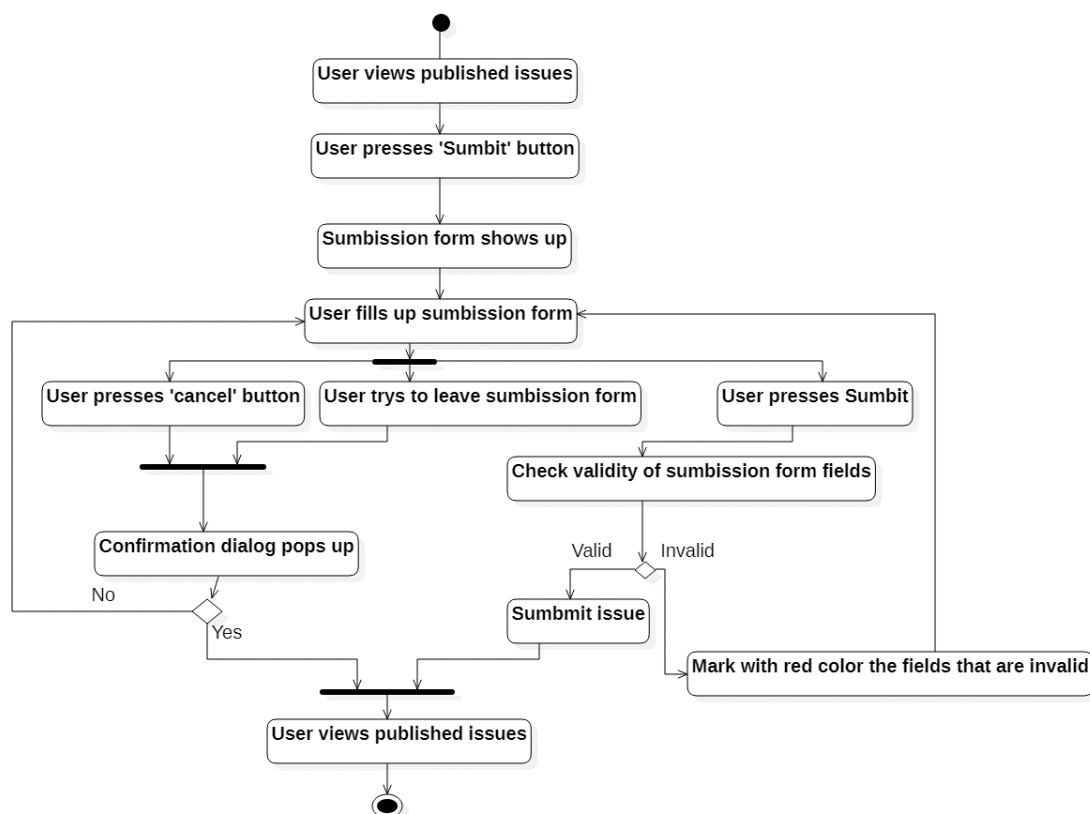 User views published issues
User presses 'Sumbit' button
Sumbission form shows up
User fills up sumbission form
User presses 'cancel' button
User trys to leave sumbission form
User presses Sumbit
Check validity of sumbission form fields
Confirmation dialog pops up
Valid
Invalid
No
Yes
Sumbmit issue
Mark with red color the fields that are invalid
User views published issues